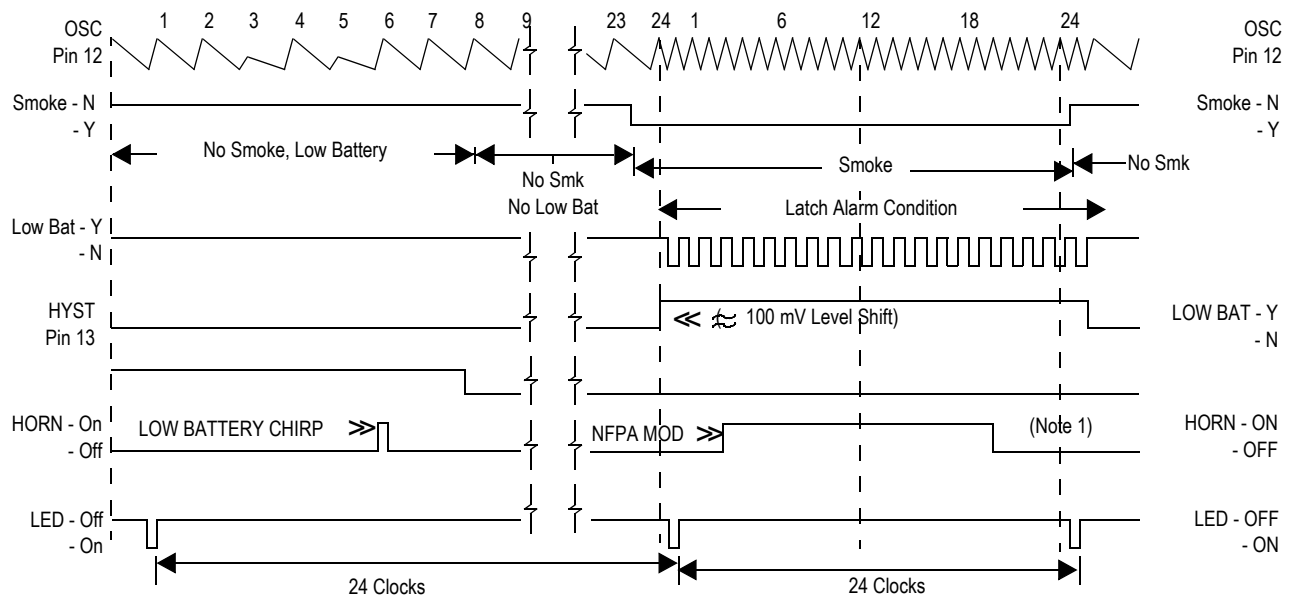 1 2 3 4 5 6 7 8 9 23 24 1 6 12 18 24
OSC
Pin 12
OSC
Pin 12
Smoke - N
- Y
Smoke - N
- Y
No Smoke, Low Battery
No Smk
No Low Bat
Smoke
No Smk
Latch Alarm Condition
Low Bat - Y
- N
HYST
Pin 13
<< 100 mV Level Shift)
LOW BAT - Y
- N
HORN - On
- Off
LOW BATTERY CHIRP >>
NFPA MOD >>
(Note 1)
HORN - ON
- OFF
LED - Off
- On
LED - OFF
- ON
24 Clocks
24 Clocks